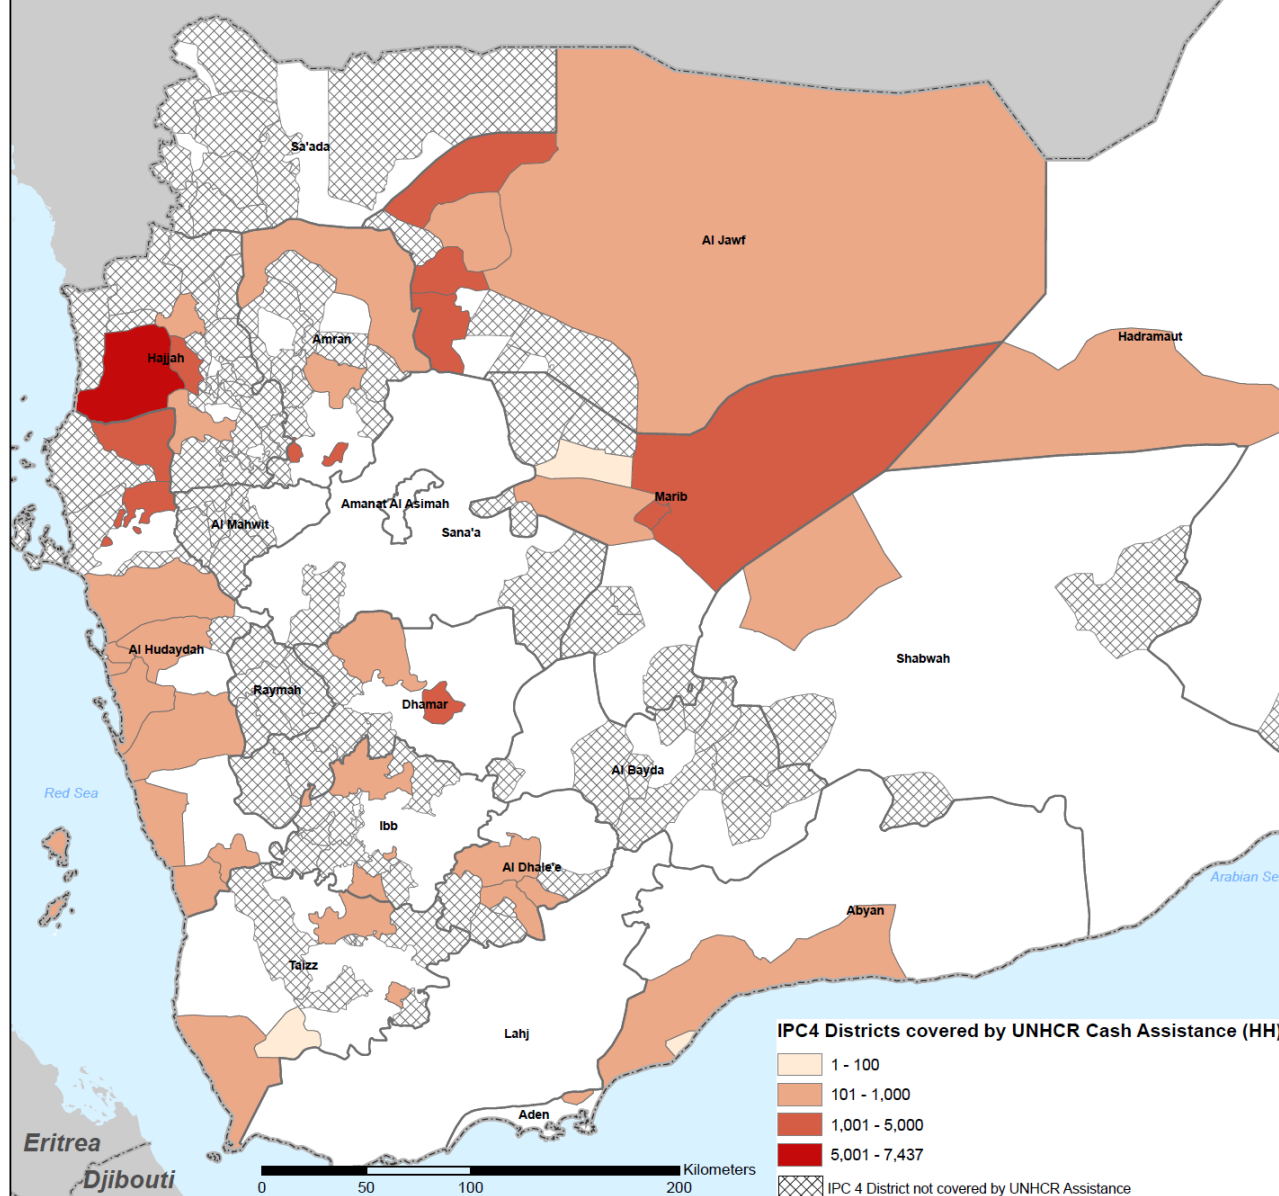 Sa'ada
Al Jawf
Hadramaut
Amran
Hajjah
Marib
Amanat Al Asimah
Al Mahwit
Sana'a
Al Hudaydah
Shabwah
Raymah
Dhamar
Al Bayda
Red Sea
Ibb
Al Dhale'e
Arabian Se
Abyan
Taizz
Lahj
Aden
IPC4 Districts covered by UNHCR Cash Assistance (HH)
1 - 100
101 - 1,000
1,001 - 5,000
5,001 - 7,437
IPC 4 District not covered by UNHCR Assistance
Eritrea
Djibouti
Kilometers
0 50 100 200